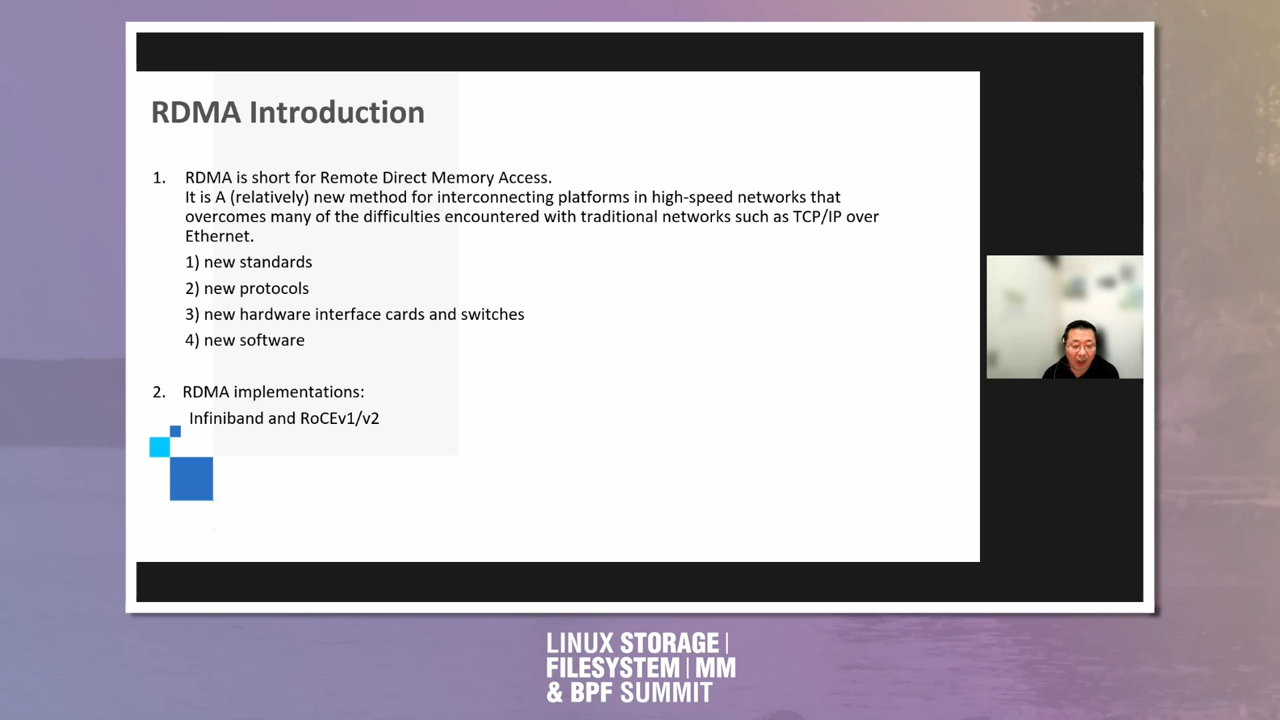 RDMA Introduction
1. RDMA is short for Remote Direct Memory Access.
It is A (relatively) new method for interconnecting platforms in high-speed networks that
overcomes many of the difficulties encountered with traditional networks such as TCP/IP over
Ethernet.
1) new standards
2) new protocols
3) new hardware interface cards and switches
4) new software
2. RDMA implementations:
Infiniband and RoCEv1/v2
LINUX STORAGE |
FILESYSTEM | MM
& BPF SUMMIT